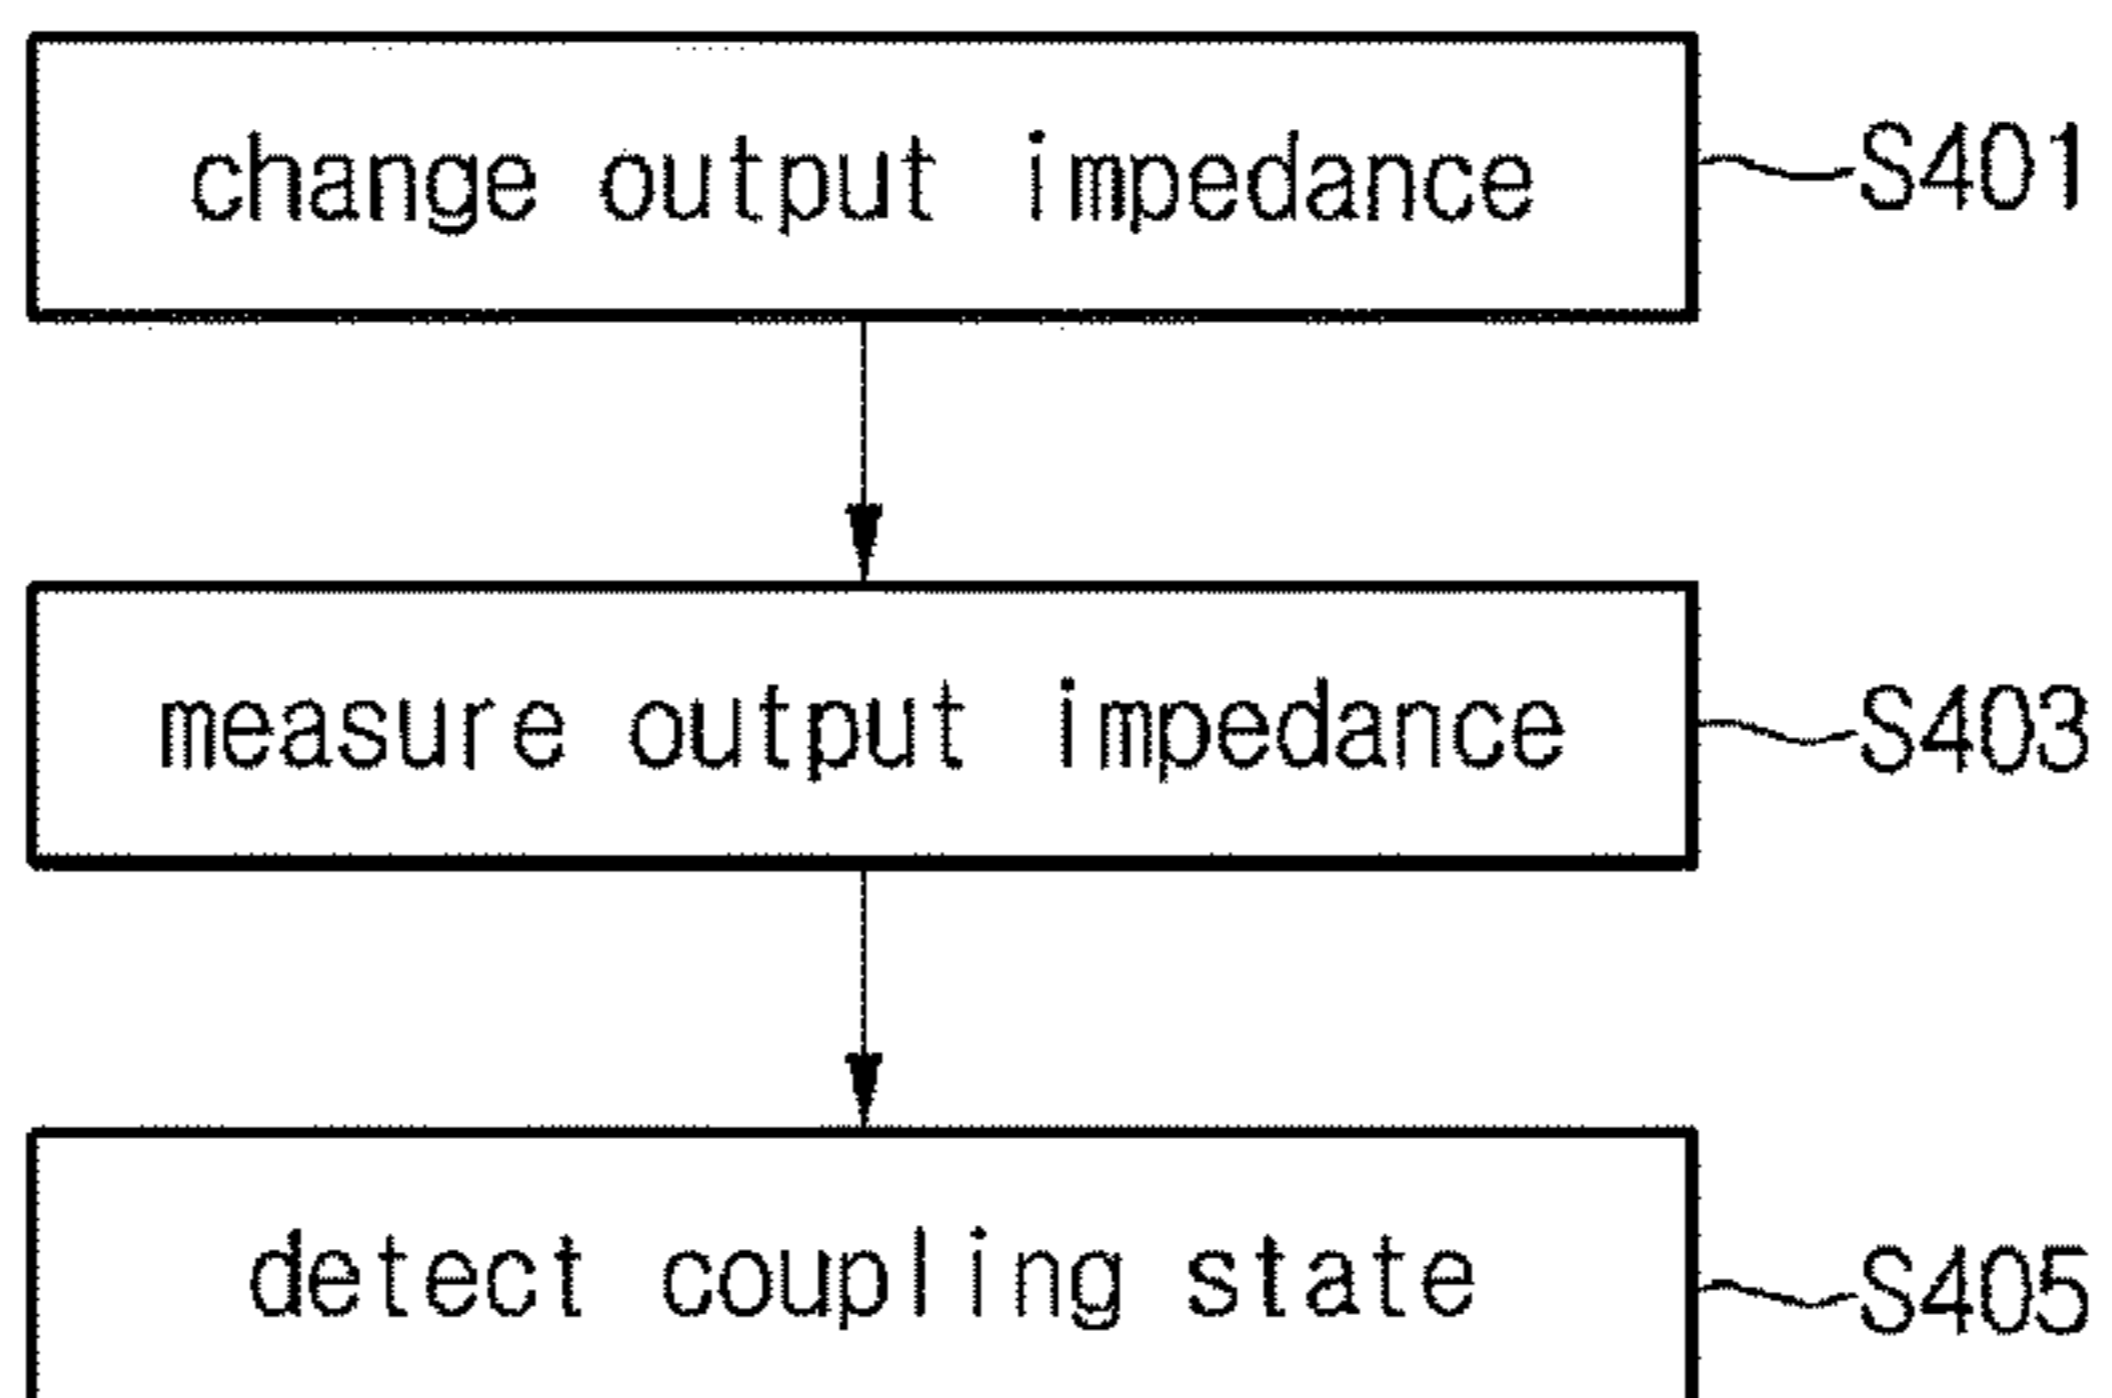 change output impedance S401
measure output impedance S403
detect coupling state S405